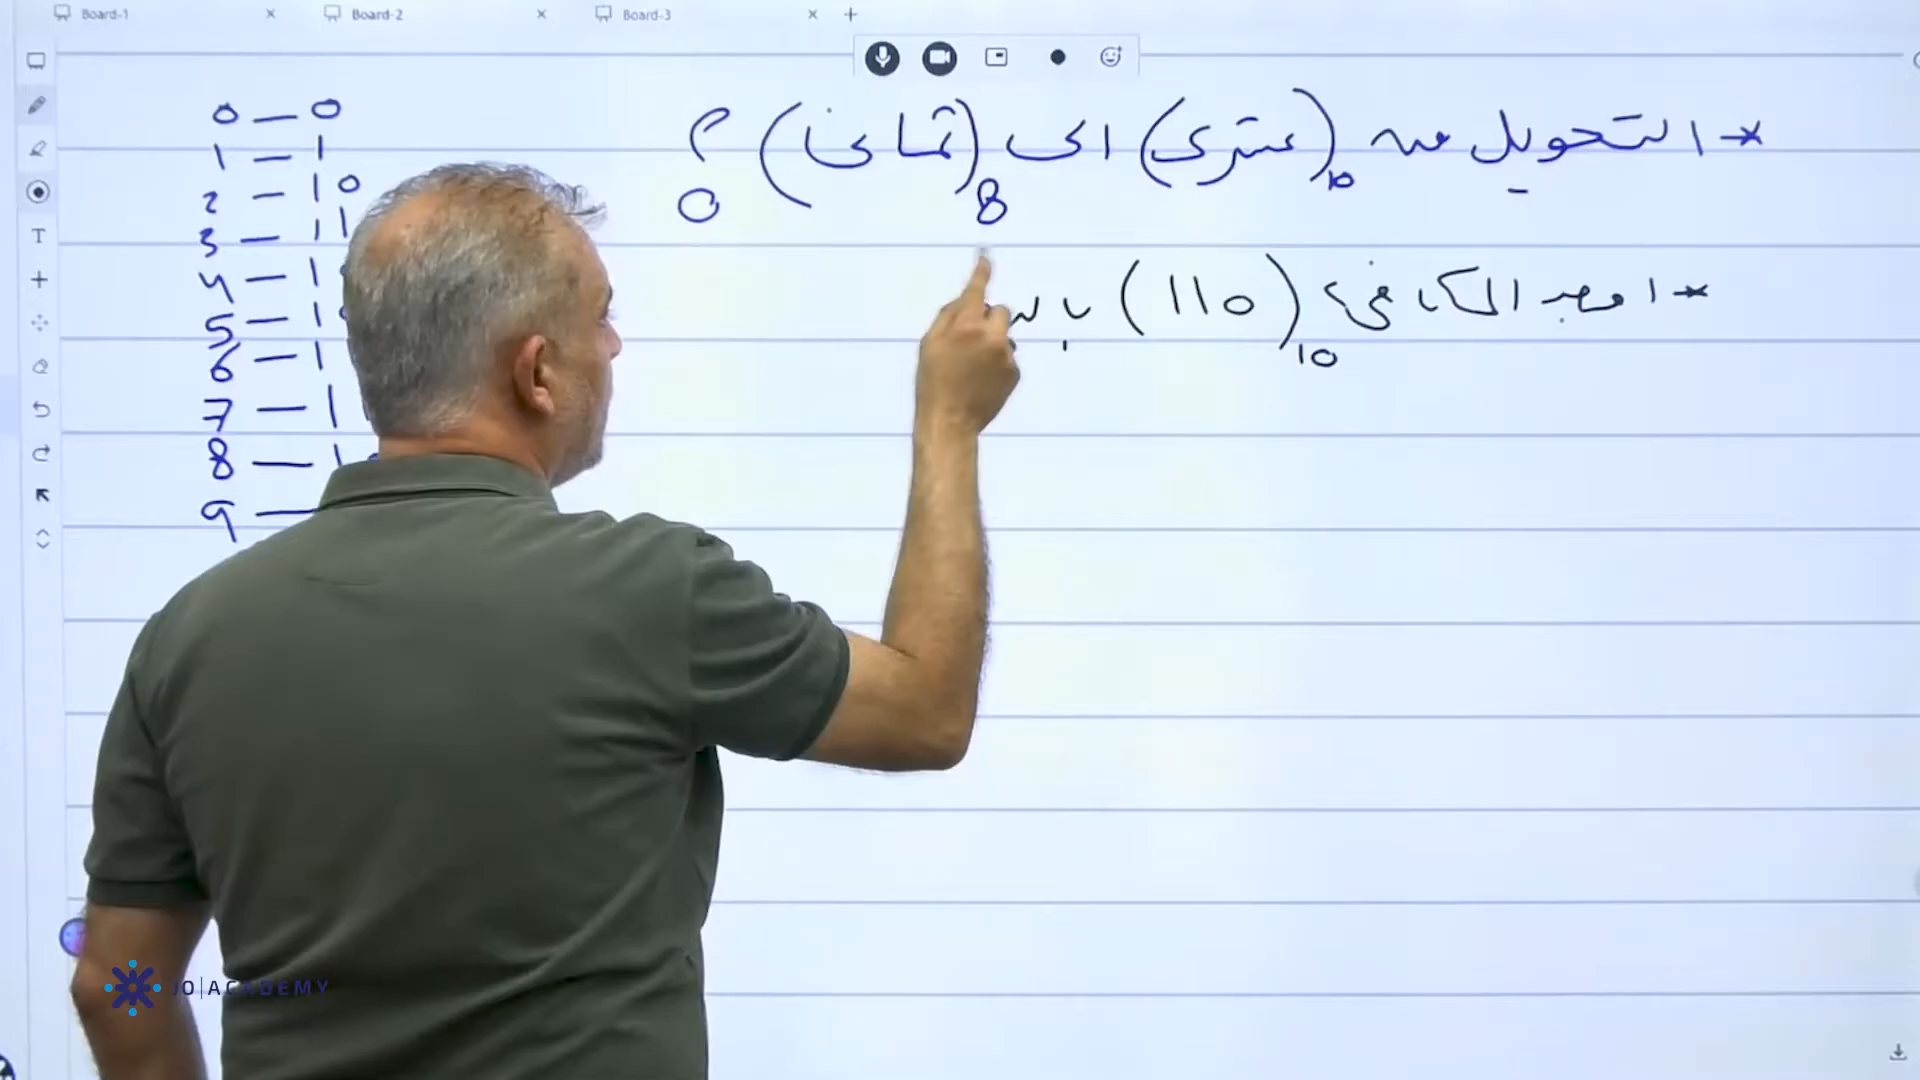 Board-1 Board-2 Board-3
* التحويل من (عشري)10 الى (ثماني)8 ؟
* اوجد المكافئ (110)10 بال
0 — 0
1 — 1
2 — 10
3 — 11
4 — 1
5 — 1
6 — 1
7 — 1
8 — 1
9 —
JO|ACADEMY